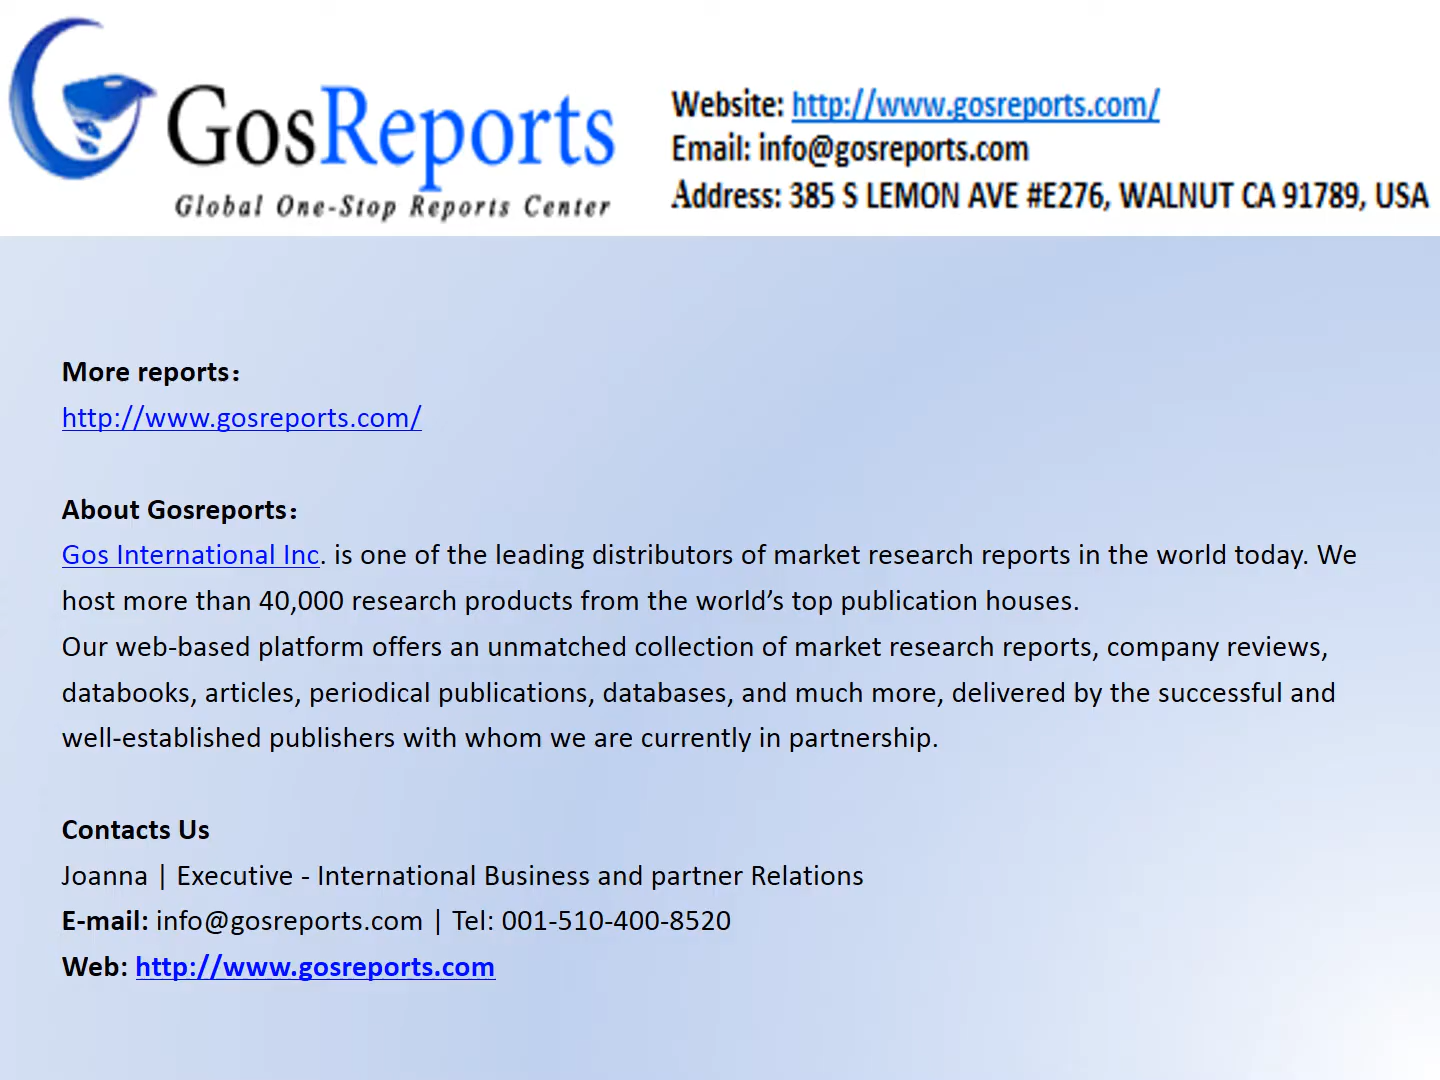 GosReports
Global One-Stop Reports Center
Website: http://www.gosreports.com/
Email: info@gosreports.com
Address: 385 S LEMON AVE #E276, WALNUT CA 91789, USA
More reports：
http://www.gosreports.com/
About Gosreports：
Gos International Inc. is one of the leading distributors of market research reports in the world today. We
host more than 40,000 research products from the world’s top publication houses.
Our web-based platform offers an unmatched collection of market research reports, company reviews,
databooks, articles, periodical publications, databases, and much more, delivered by the successful and
well-established publishers with whom we are currently in partnership.
Contacts Us
Joanna | Executive - International Business and partner Relations
E-mail: info@gosreports.com | Tel: 001-510-400-8520
Web: http://www.gosreports.com